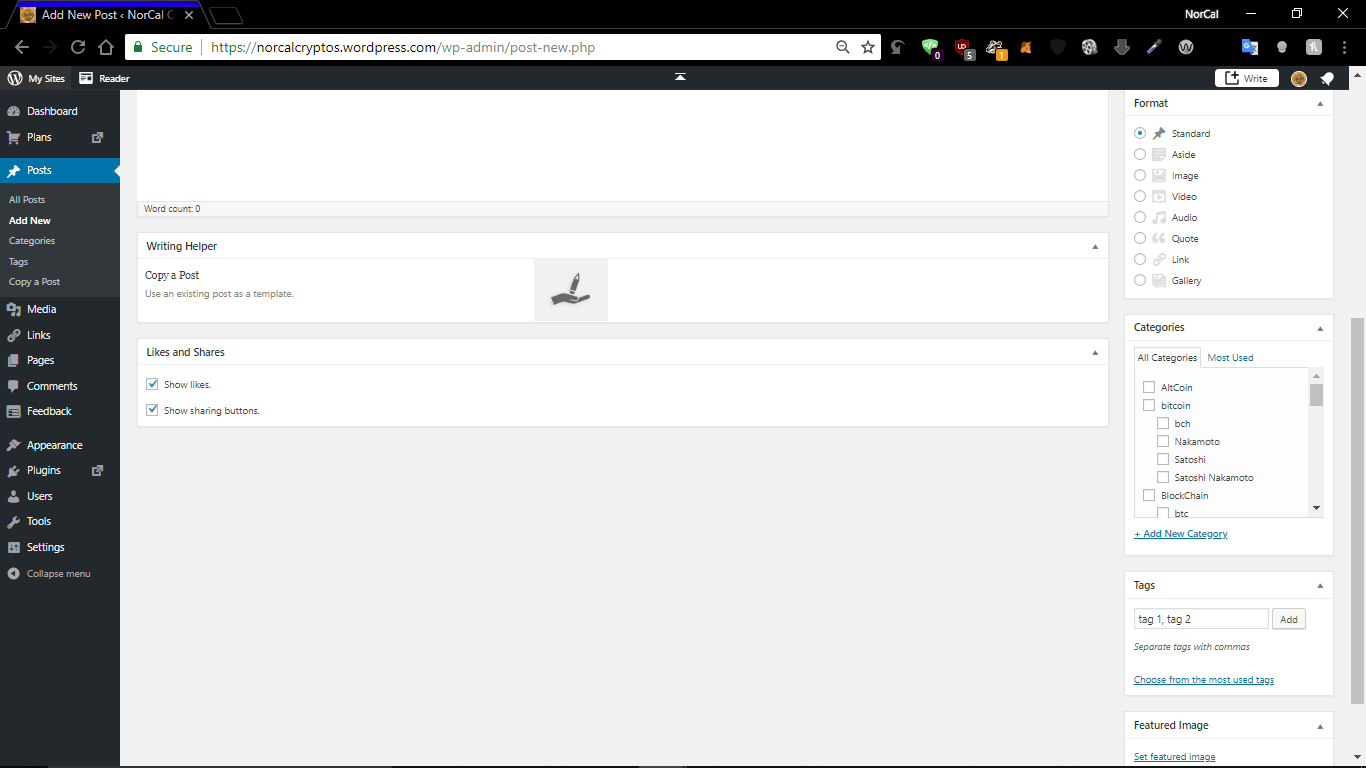 Add New Post ‹ NorCal C
NorCal
Secure
https://norcalcryptos.wordpress.com/wp-admin/post-new.php
0
5
1
My Sites
Reader
Write
Dashboard
Plans
Posts
All Posts
Add New
Categories
Tags
Copy a Post
Media
Links
Pages
Comments
Feedback
Appearance
Plugins
Users
Tools
Settings
Collapse menu
Word count: 0
Writing Helper
Copy a Post
Use an existing post as a template.
Likes and Shares
Show likes.
Show sharing buttons.
Format
Standard
Aside
Image
Video
Audio
Quote
Link
Gallery
Categories
All Categories Most Used
AltCoin
bitcoin
bch
Nakamoto
Satoshi
Satoshi Nakamoto
BlockChain
btc
+ Add New Category
Tags
tag 1, tag 2 Add
Separate tags with commas
Choose from the most used tags
Featured Image
Set featured image